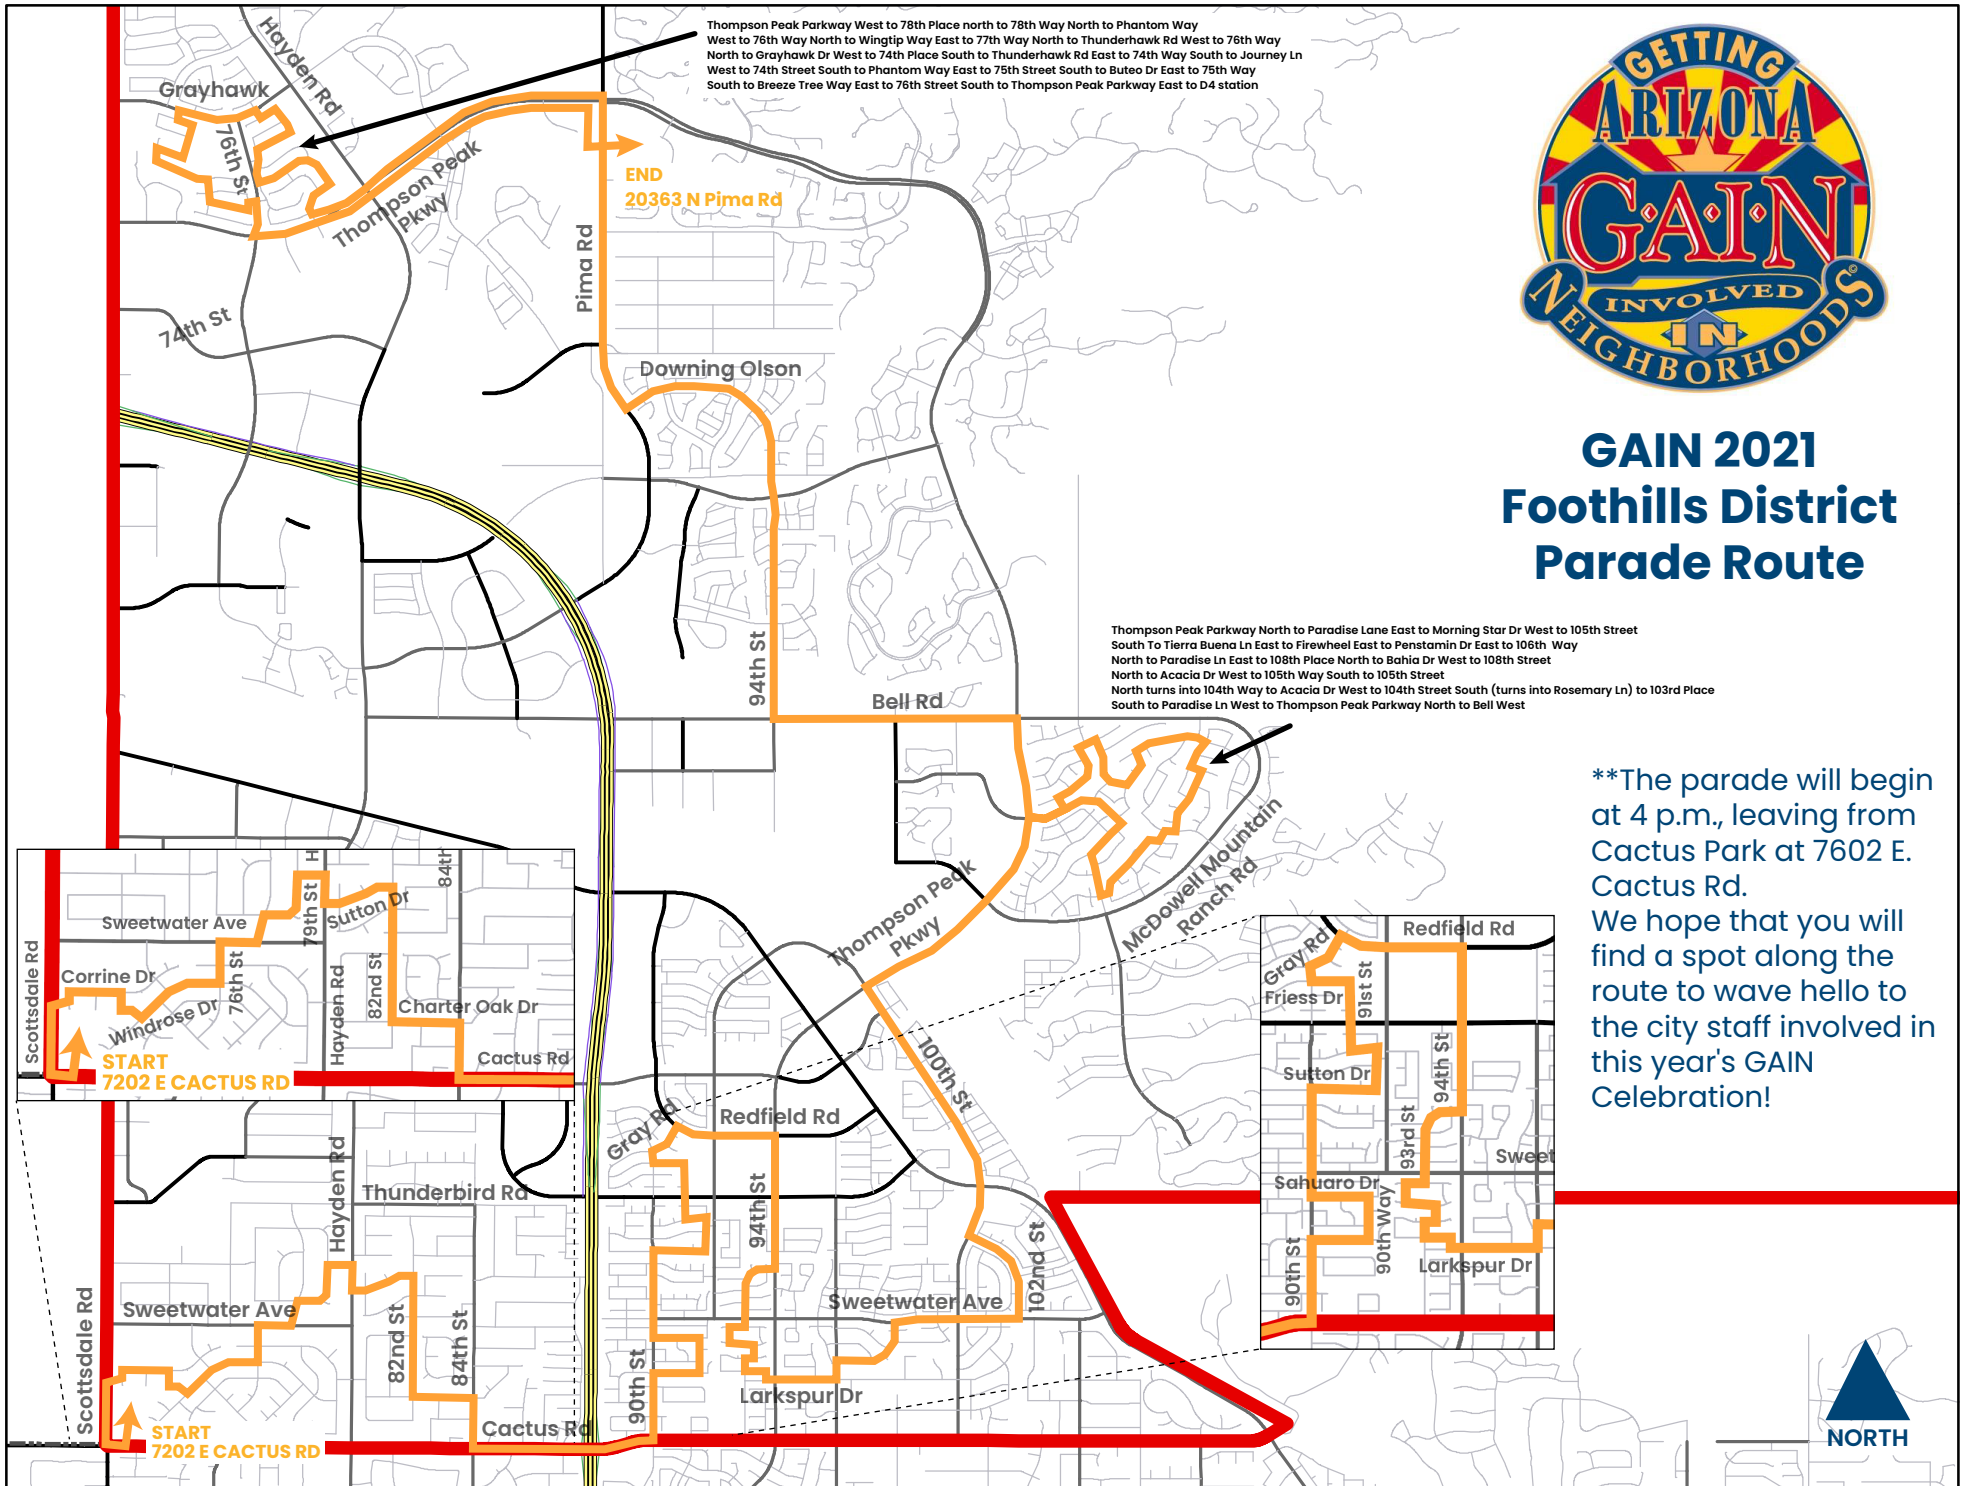 Thompson Peak Parkway West to 78th Place north to 78th Way North to Phantom Way
West to 76th Way North to Wingtip Way East to 77th Way North to Thunderhawk Rd West to 76th Way
North to Grayhawk Dr West to 74th Place South to Thunderhawk Rd East to 74th Way South to Journey Ln
West to 74th Street South to Phantom Way East to 75th Street South to Buteo Dr East to 75th Way
South to Breeze Tree Way East to 76th Street South to Thompson Peak Parkway East to D4 station
GETTING
ARIZONA
G·A·I·N
INVOLVED
IN
NEIGHBORHOODS
©
GAIN 2021
Foothills District
Parade Route
Hayden Rd
Grayhawk
76th St
Thompson Peak
Pkwy
END
20363 N Pima Rd
Pima Rd
74th St
Downing Olson
94th St
Bell Rd
Thompson Peak Parkway North to Paradise Lane East to Morning Star Dr West to 105th Street
South To Tierra Buena Ln East to Firewheel East to Penstamin Dr East to 106th Way
North to Paradise Ln East to 108th Place North to Bahia Dr West to 108th Street
North to Acacia Dr West to 105th Way South to 105th Street
North turns into 104th Way to Acacia Dr West to 104th Street South (turns into Rosemary Ln) to 103rd Place
South to Paradise Ln West to Thompson Peak Parkway North to Bell West
**The parade will begin
at 4 p.m., leaving from
Cactus Park at 7602 E.
Cactus Rd.
We hope that you will
find a spot along the
route to wave hello to
the city staff involved in
this year's GAIN
Celebration!
McDowell Mountain
Ranch Rd
Thompson Peak
Pkwy
100th St
H
84th
79th St
Sutton Dr
Sweetwater Ave
Scottsdale Rd
Corrine Dr
76th St
Windrose Dr
Hayden Rd
82nd St
Charter Oak Dr
Cactus Rd
START
7202 E CACTUS RD
Redfield Rd
Gray Rd
Friess Dr
91st St
Sutton Dr
94th St
93rd St
Sweet
Sahuaro Dr
90th Way
90th St
Larkspur Dr
Gray Rd
Redfield Rd
94th St
Hayden Rd
Thunderbird Rd
102nd St
Sweetwater Ave
Scottsdale Rd
Sweetwater Ave
82nd St
84th St
90th St
Larkspur Dr
Cactus Rd
START
7202 E CACTUS RD
NORTH